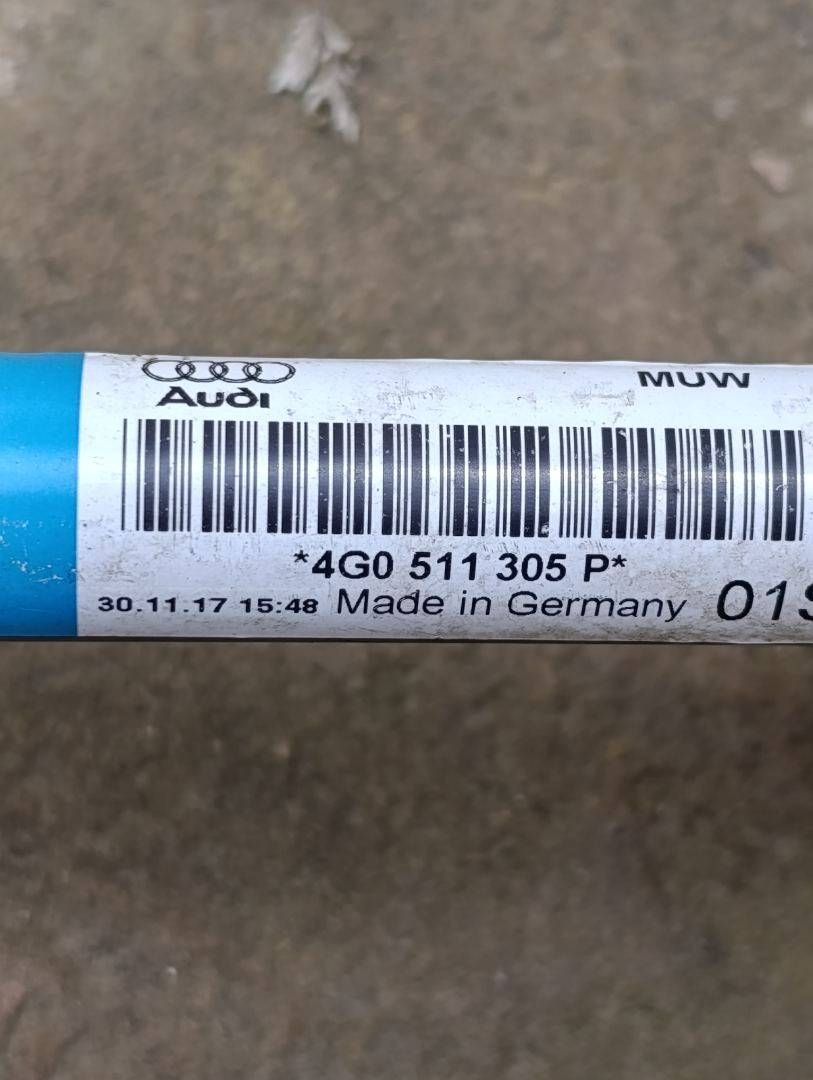 Audi
MUW
*4G0 511 305 P*
30.11.17 15:48 Made in Germany